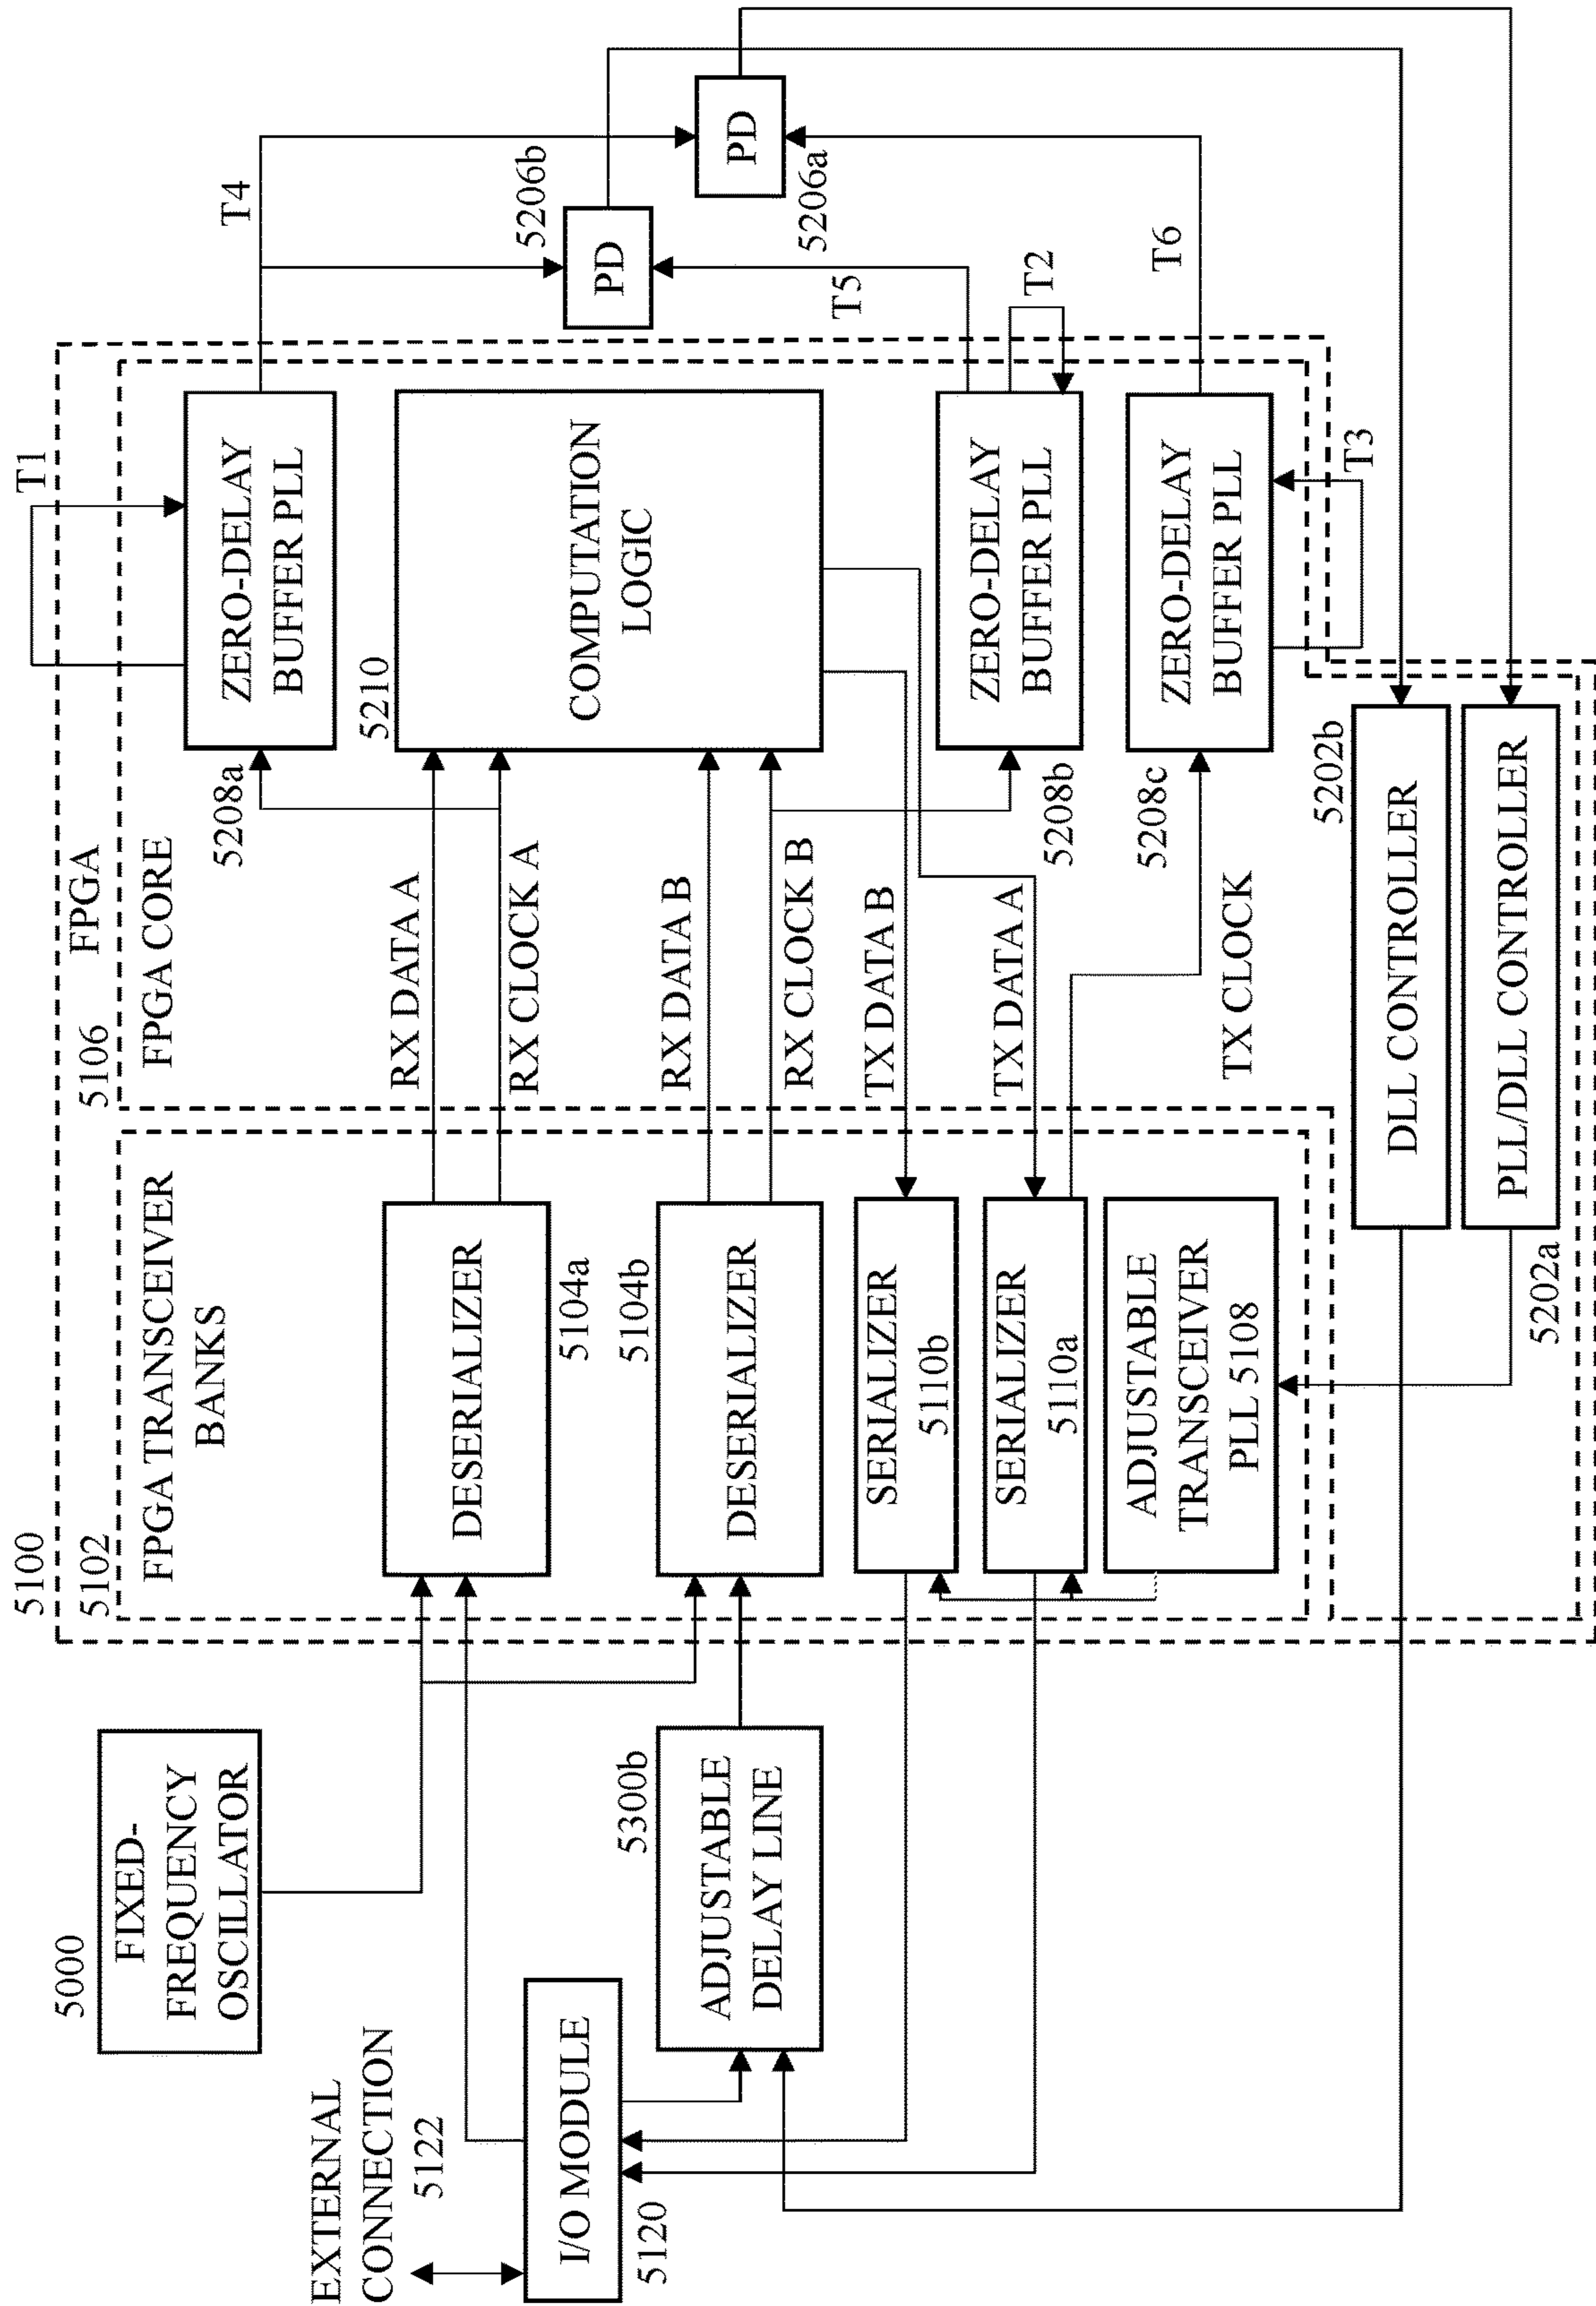 5100
5106
FPGA
T1
5000
FIXED-
FREQUENCY
OSCILLATOR
5102
FPGA TRANSCEIVER
BANKS
FPGA CORE
5208a
ZERO-DELAY
BUFFER PLL
T4
EXTERNAL
CONNECTION
5122
DESERIALIZER
5104a
RX DATA A
RX CLOCK A
5210
COMPUTATION
LOGIC
5206b
PD
PD
5206a
I/O MODULE
5120
5300b
ADJUSTABLE
DELAY LINE
5104b
DESERIALIZER
RX DATA B
RX CLOCK B
T5
SERIALIZER
5110b
TX DATA B
ZERO-DELAY
BUFFER PLL
5208b
T2
SERIALIZER
5110a
TX DATA A
ADJUSTABLE
TRANSCEIVER
PLL 5108
TX CLOCK
5208c
ZERO-DELAY
BUFFER PLL
T6
T3
5202b
DLL CONTROLLER
PLL/DLL CONTROLLER
5202a